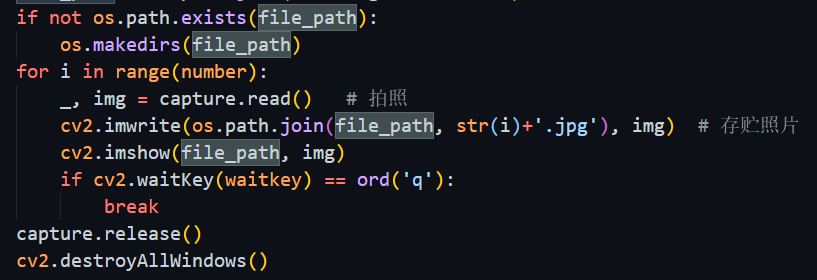 if not os.path.exists(file_path):
    os.makedirs(file_path)
for i in range(number):
    _, img = capture.read()   # 拍照
    cv2.imwrite(os.path.join(file_path, str(i)+'.jpg'), img)  # 存贮照片
    cv2.imshow(file_path, img)
    if cv2.waitKey(waitkey) == ord('q'):
        break
capture.release()
cv2.destroyAllWindows()